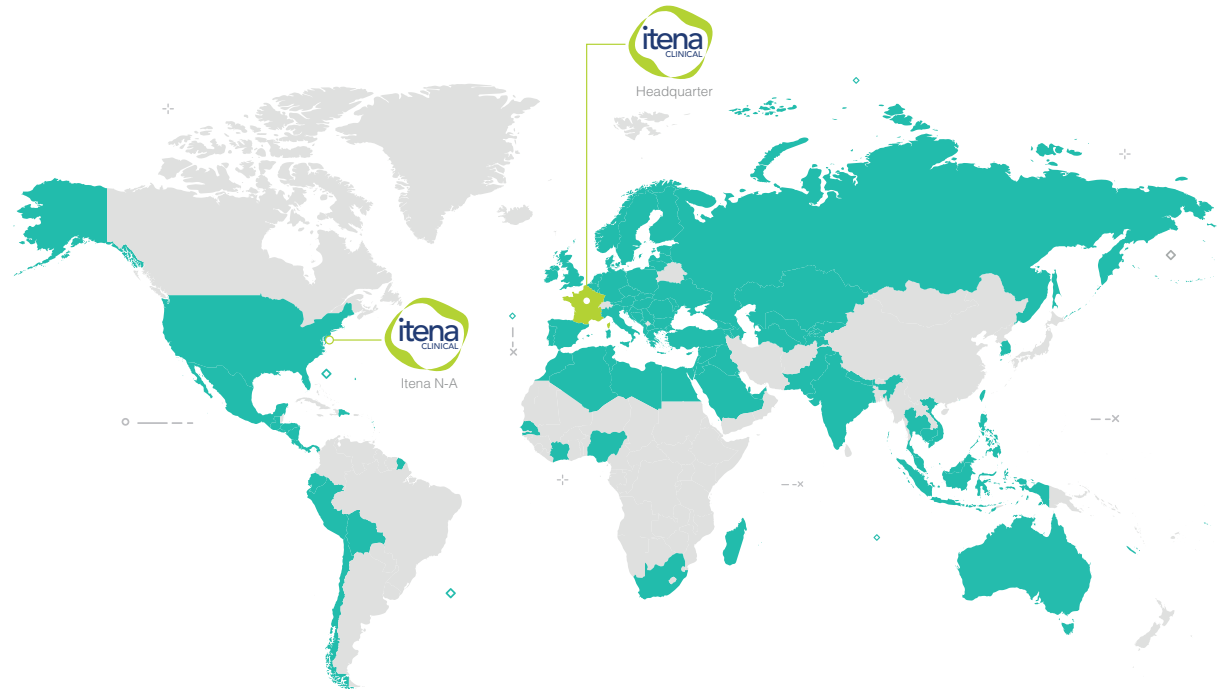 itena
CLINICAL
Headquarter
itena
CLINICAL
Itena N-A